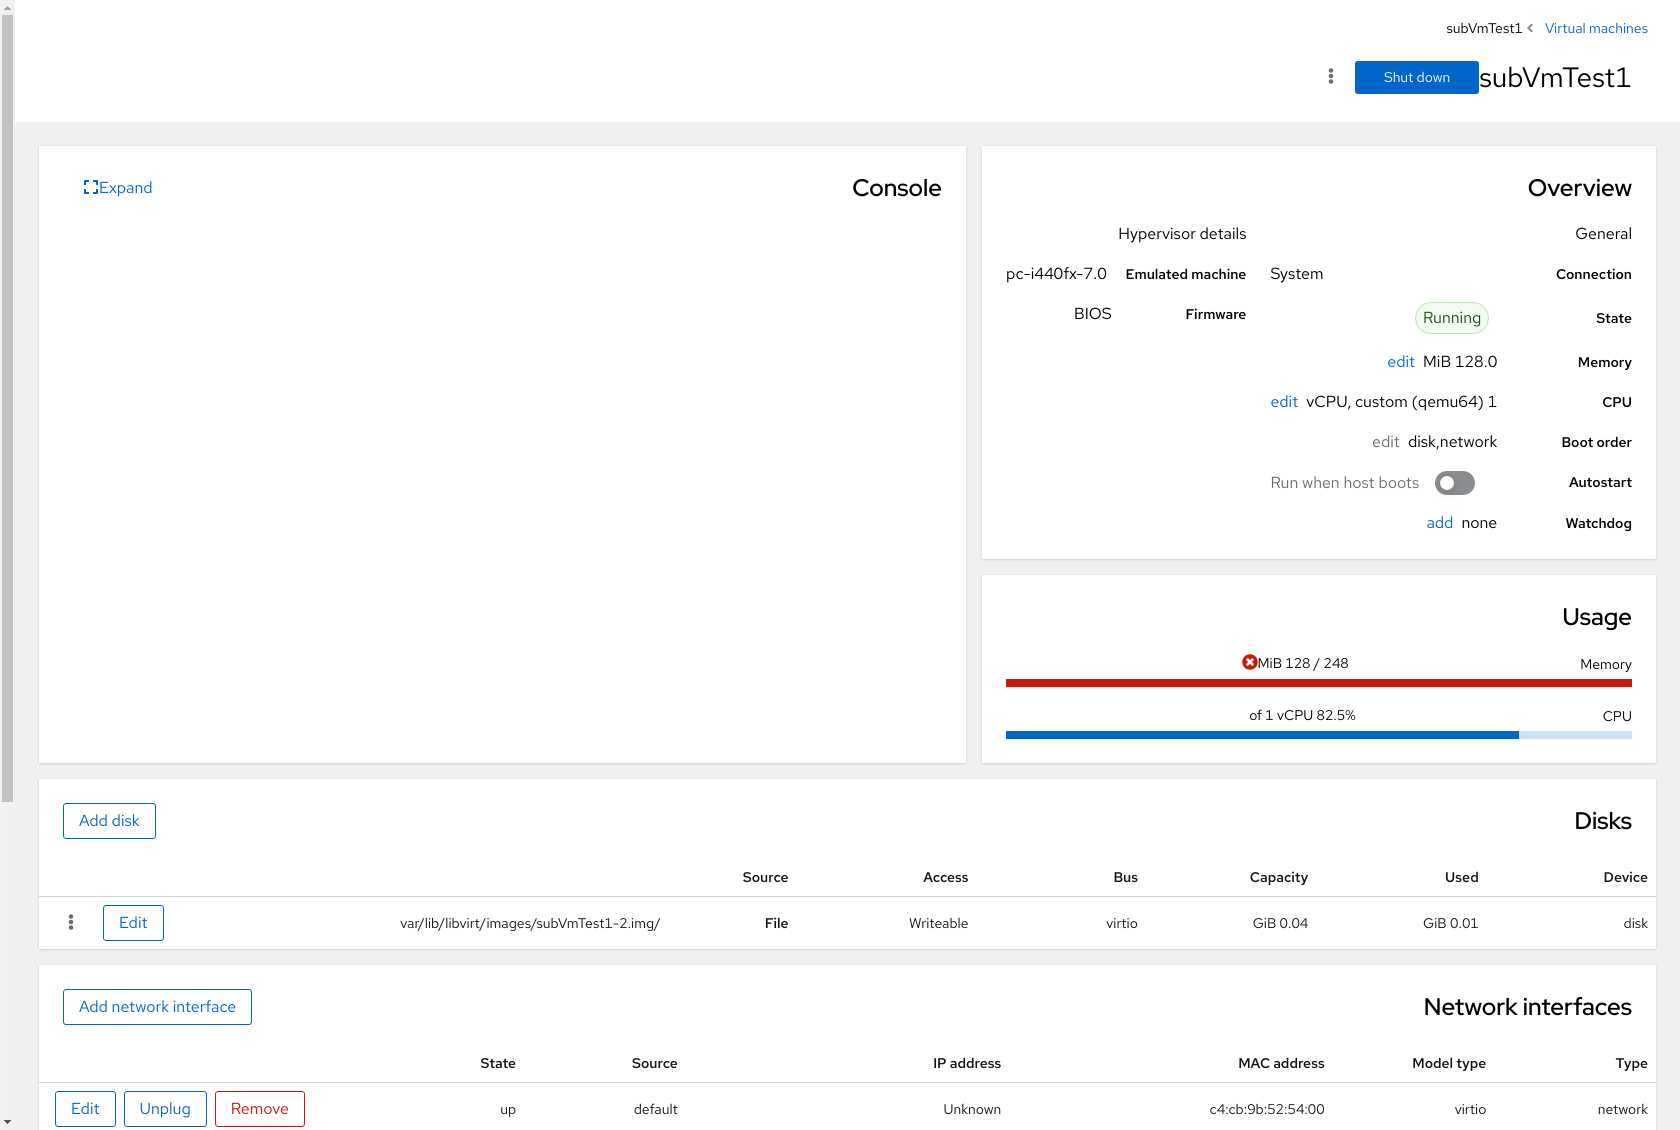 Virtual machines
subVmTest1
subVmTest1
Shut down
Console
Expand
Overview
General
Connection System
State Running
Memory MiB 128.0 edit
CPU vCPU, custom (qemu64) 1 edit
Boot order disk,network edit
Autostart Run when host boots
Watchdog none add
Hypervisor details
Emulated machine pc-i440fx-7.0
Firmware BIOS
Usage
Memory MiB 128 / 248
CPU of 1 vCPU 82.5%
Disks
Add disk
Device Used Capacity Bus Access Source
disk GiB 0.01 GiB 0.04 virtio Writeable File var/lib/libvirt/images/subVmTest1-2.img/ Edit
Network interfaces
Add network interface
Type Model type MAC address IP address Source State
network virtio c4:cb:9b:52:54:00 Unknown default up Remove Unplug Edit